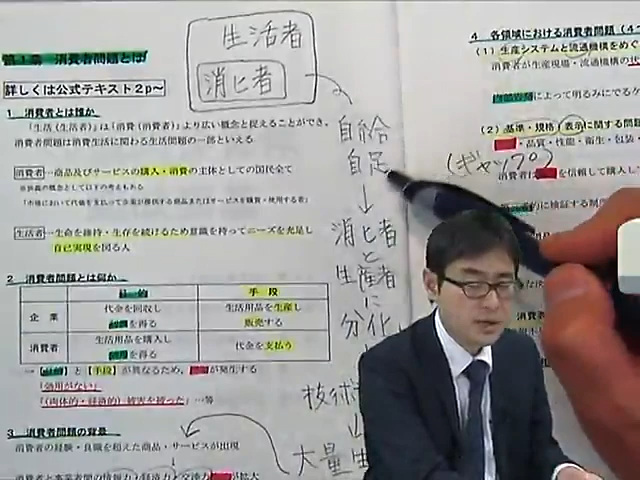 生活者
消ヒ者
第1章 消費者問題とは
詳しくは公式テキスト2p~
1 消費者とは誰か
「生活(生活者)」は「消費(消費者)」より広い概念と捉えることができ、
消費者問題は消費生活に関わる生活問題の一部といえる
消費者―商品及びサービスの購入・消費の主体としての国民全て
生活者―生命を維持・生存を続けるため意識を持ってニーズを充足し
自己実現を図る人
2 消費者問題とは何か
目的 手段
企業 代金を回収し 生活用品を生産し
を得る 販売する
消費者 生活用品を購入し 代金を支払う
を得る
→【目的】と【手段】が異なるため、 が発生する
「効用がない」
「(肉体的・経済的)被害を被った」…等
3 消費者問題の背景
消費者の経験・良識を超えた商品・サービスが出現
自給
自足
↓
消ヒ者
と
生産者
に
分化
技術
↓
大量生
4 各領域における消費者問題(
(1)生産システムと流通機構をめぐ
消費者が生産現場・流通機構の
によって明るみにでるケ
(2)基準・規格(表示に関する問題
・品質・性能・衛生・包装・
(ギャップ)
消費者は を信頼して購入し
に検証する制